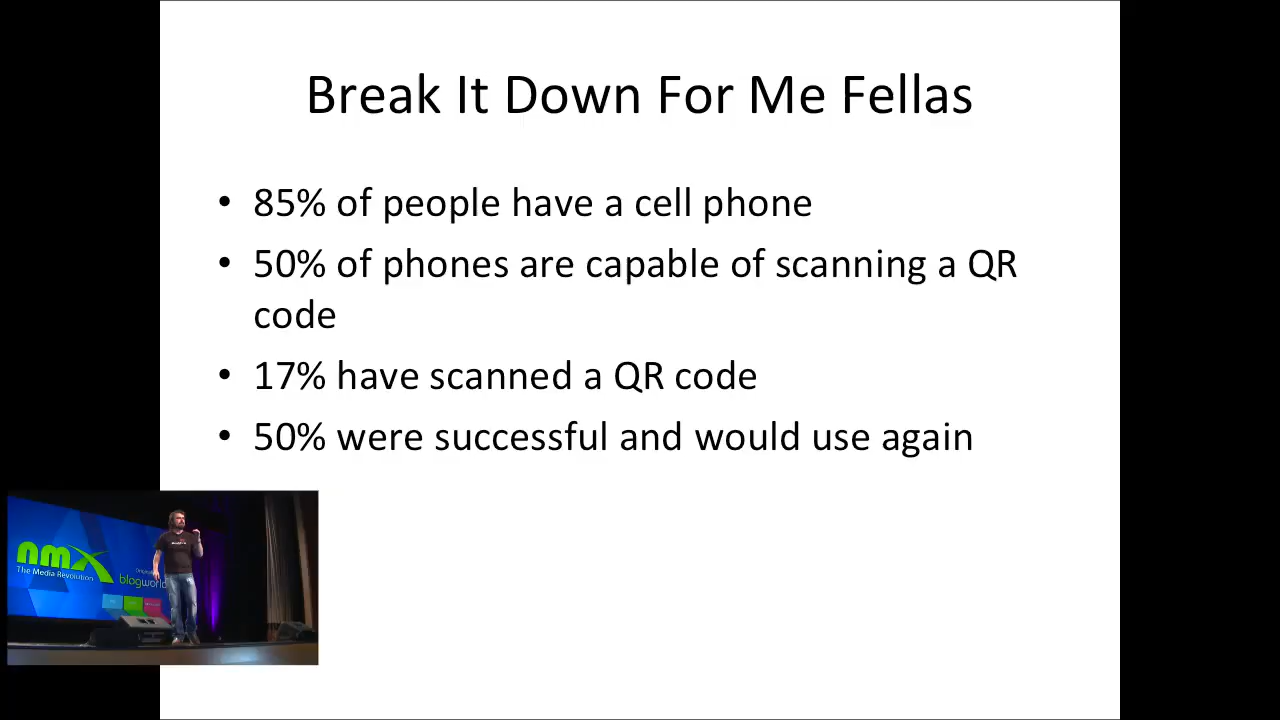 Break It Down For Me Fellas
• 85% of people have a cell phone
• 50% of phones are capable of scanning a QR
code
• 17% have scanned a QR code
• 50% were successful and would use again
nmx
The Media Revolution
blogworld